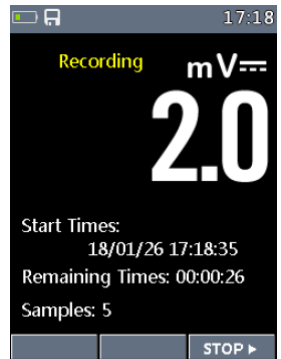 17:18
Recording
mV
2.0
Start Times:
18/01/26 17:18:35
Remaining Times: 00:00:26
Samples: 5
STOP